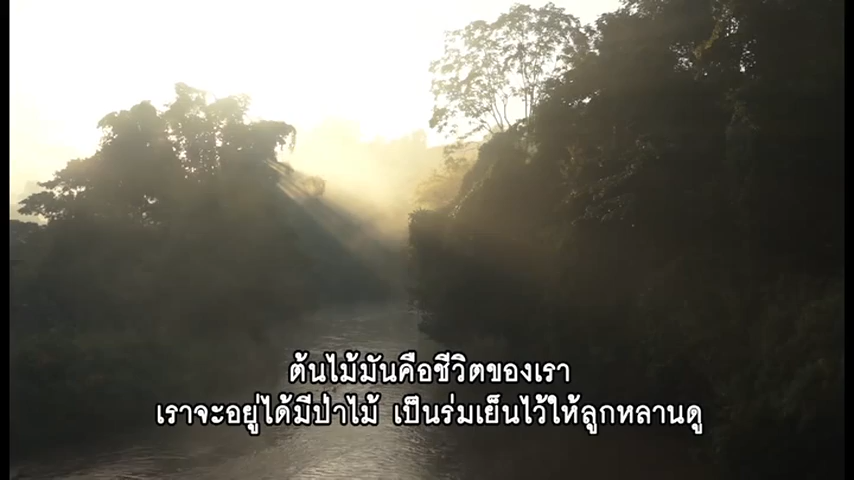 ต้นไม้มันคือชีวิตของเรา
เราจะอยู่ได้มีป่าไม้ เป็นร่มเย็นไว้ให้ลูกหลานดู